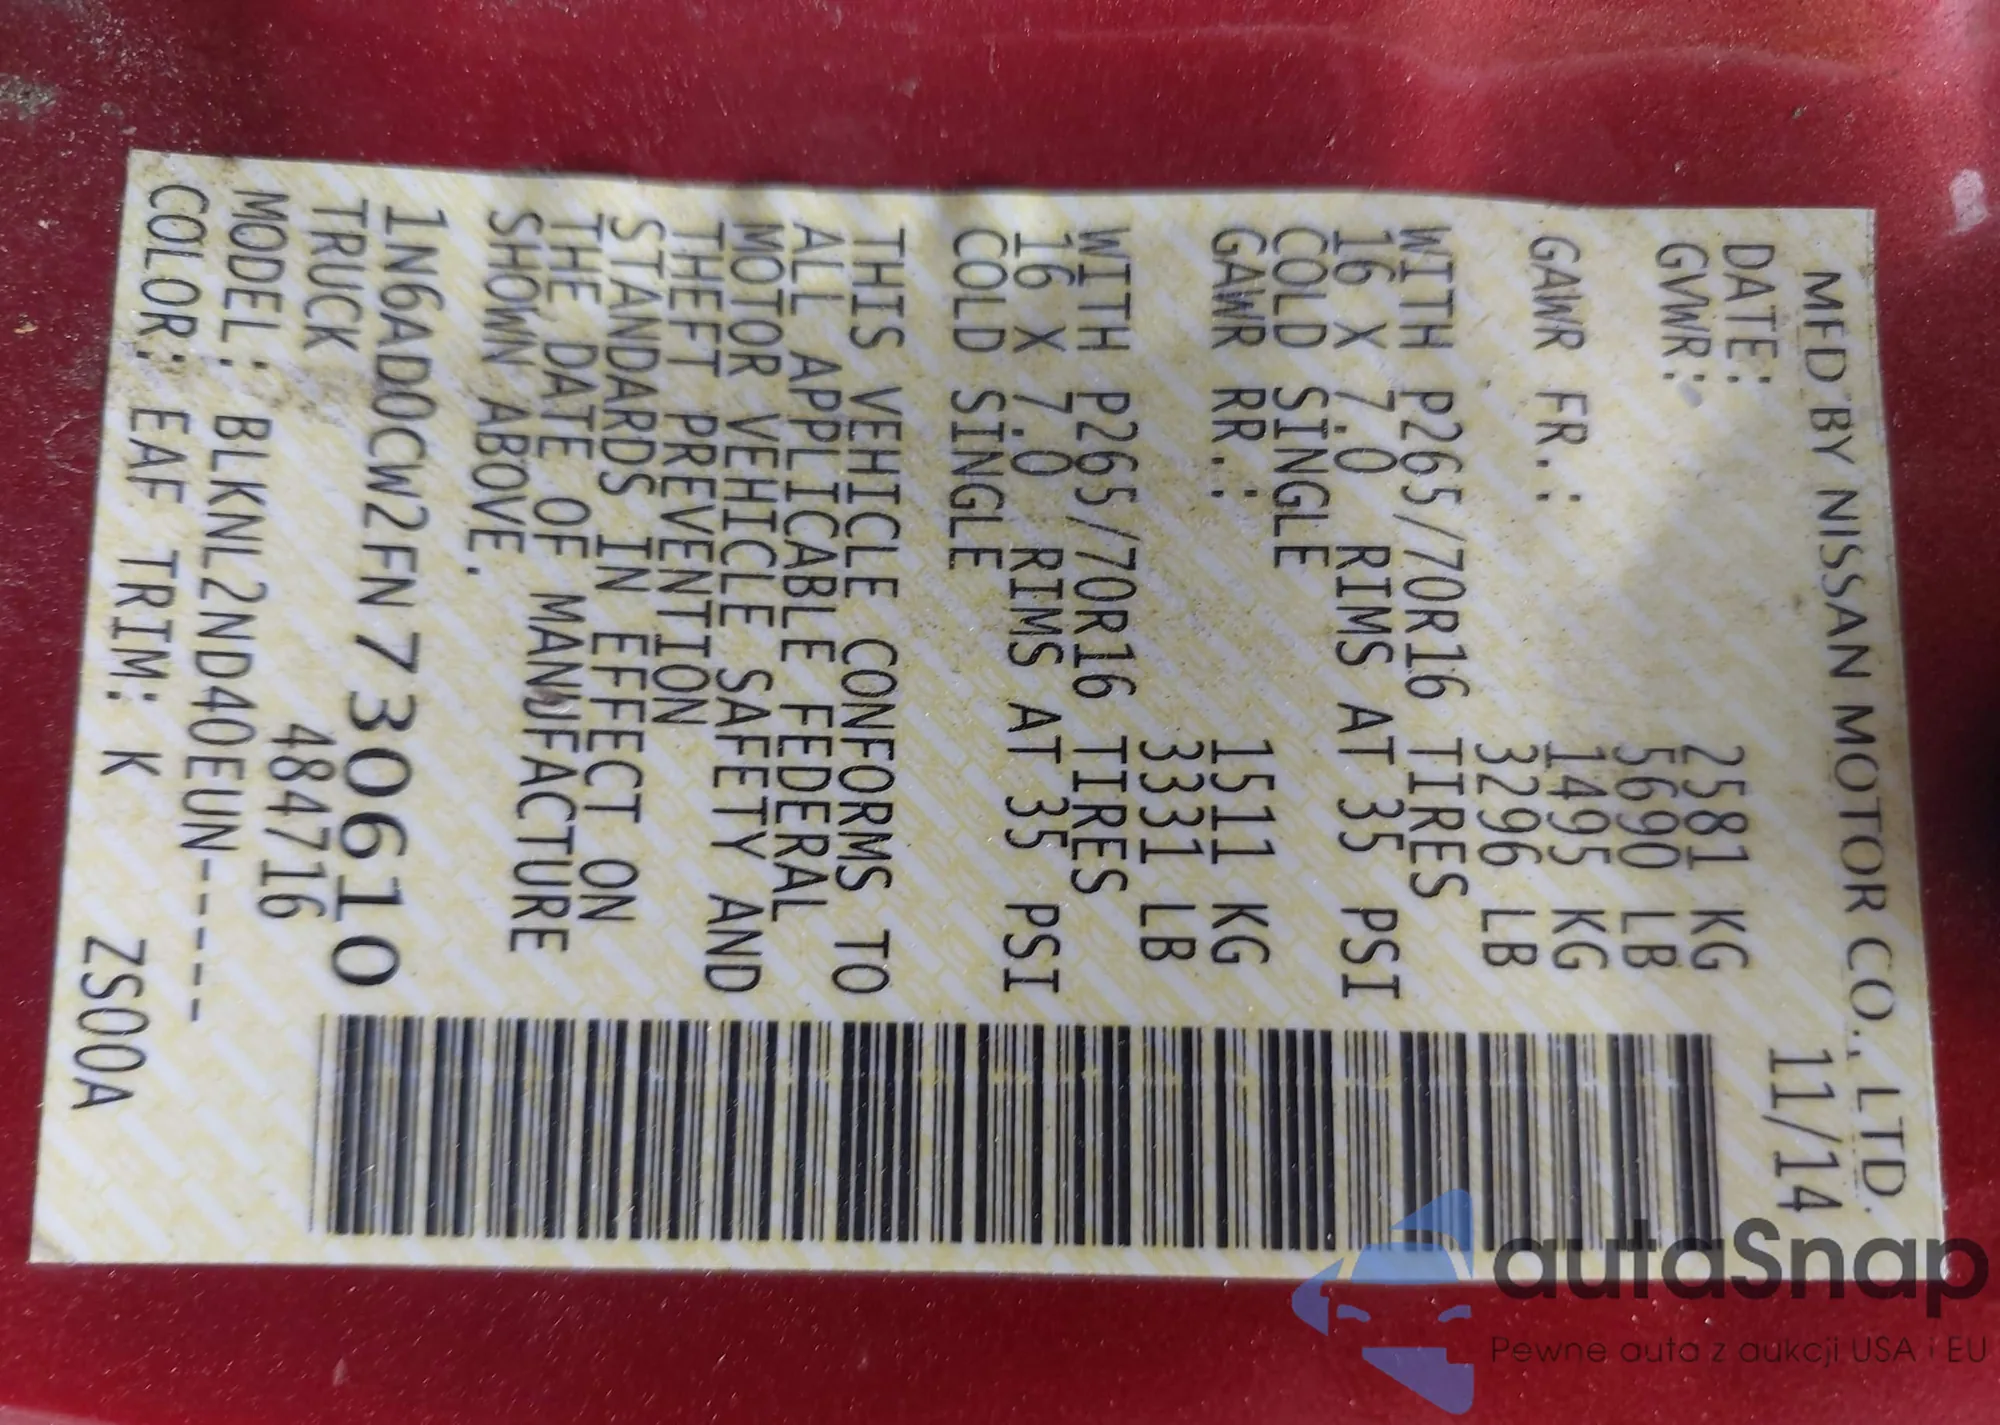 MFD BY NISSAN MOTOR CO., LTD.
DATE: 11/14
GVWR: 2581 KG
5690 LB
GAWR FR.: 1495 KG
3296 LB
WITH P265/70R16 TIRES
16 X 7.0 RIMS AT 35 PSI
COLD SINGLE
GAWR RR.: 1511 KG
3331 LB
WITH P265/70R16 TIRES
16 X 7.0 RIMS AT 35 PSI
COLD SINGLE
THIS VEHICLE CONFORMS TO
ALL APPLICABLE FEDERAL
MOTOR VEHICLE SAFETY AND
THEFT PREVENTION
STANDARDS IN EFFECT ON
THE DATE OF MANUFACTURE
SHOWN ABOVE.
1N6AD0CW2FN730610
TRUCK 484716
MODEL: BLKNL2ND40EUN-----
COLOR: EAF TRIM: K ZS00A
autaSnap
Pewne auta z aukcji USA i EU